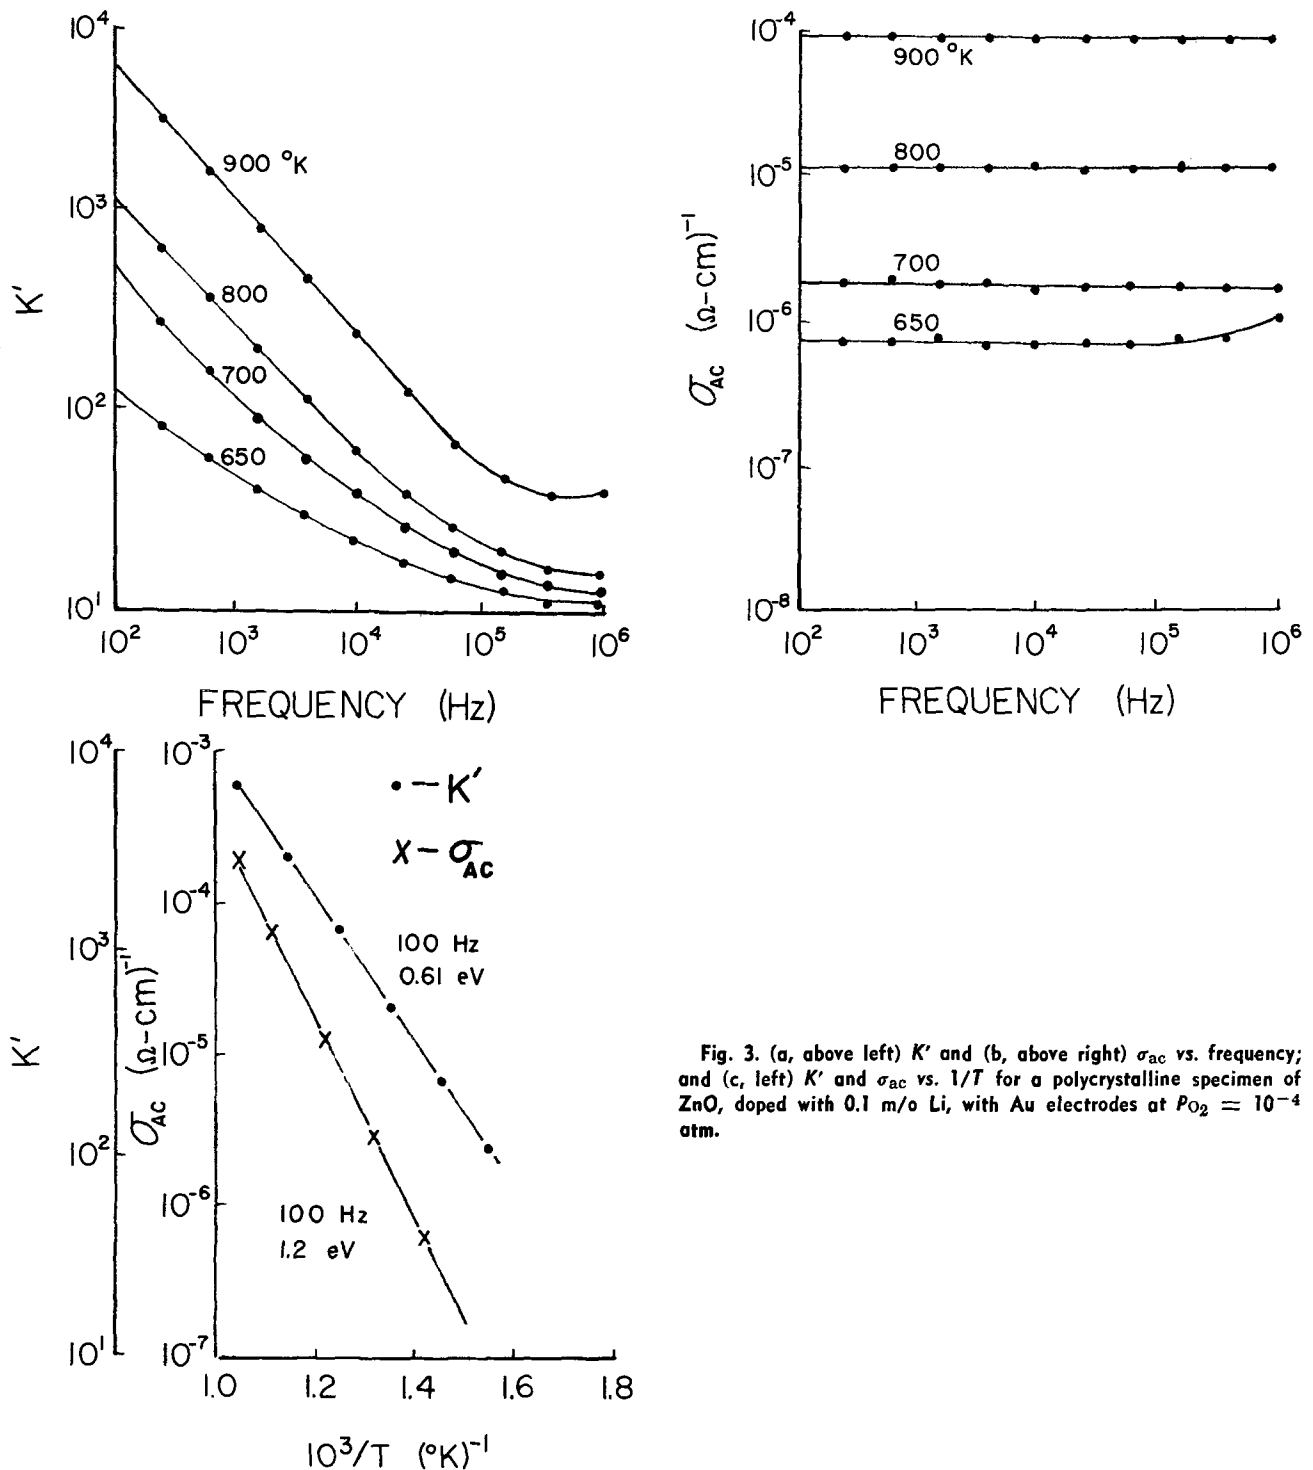 10⁴
10³
10²
10¹
K′
900 °K
800
700
650
10² 10³ 10⁴ 10⁵ 10⁶
FREQUENCY (Hz)
10⁻⁴
10⁻⁵
10⁻⁶
10⁻⁷
10⁻⁸
σAC (Ω-cm)⁻¹
900 °K
800
700
650
10² 10³ 10⁴ 10⁵ 10⁶
FREQUENCY (Hz)
10⁴
10³
10²
10¹
K′
10⁻³
10⁻⁴
10⁻⁵
10⁻⁶
10⁻⁷
σAC (Ω-cm)⁻¹
• – K′
X – σAC
100 Hz
0.61 eV
100 Hz
1.2 eV
1.0 1.2 1.4 1.6 1.8
10³/T (°K)⁻¹
Fig. 3. (a, above left) K′ and (b, above right) σac vs. frequency;
and (c, left) K′ and σac vs. 1/T for a polycrystalline specimen of
ZnO, doped with 0.1 m/o Li, with Au electrodes at PO₂ = 10⁻⁴
atm.